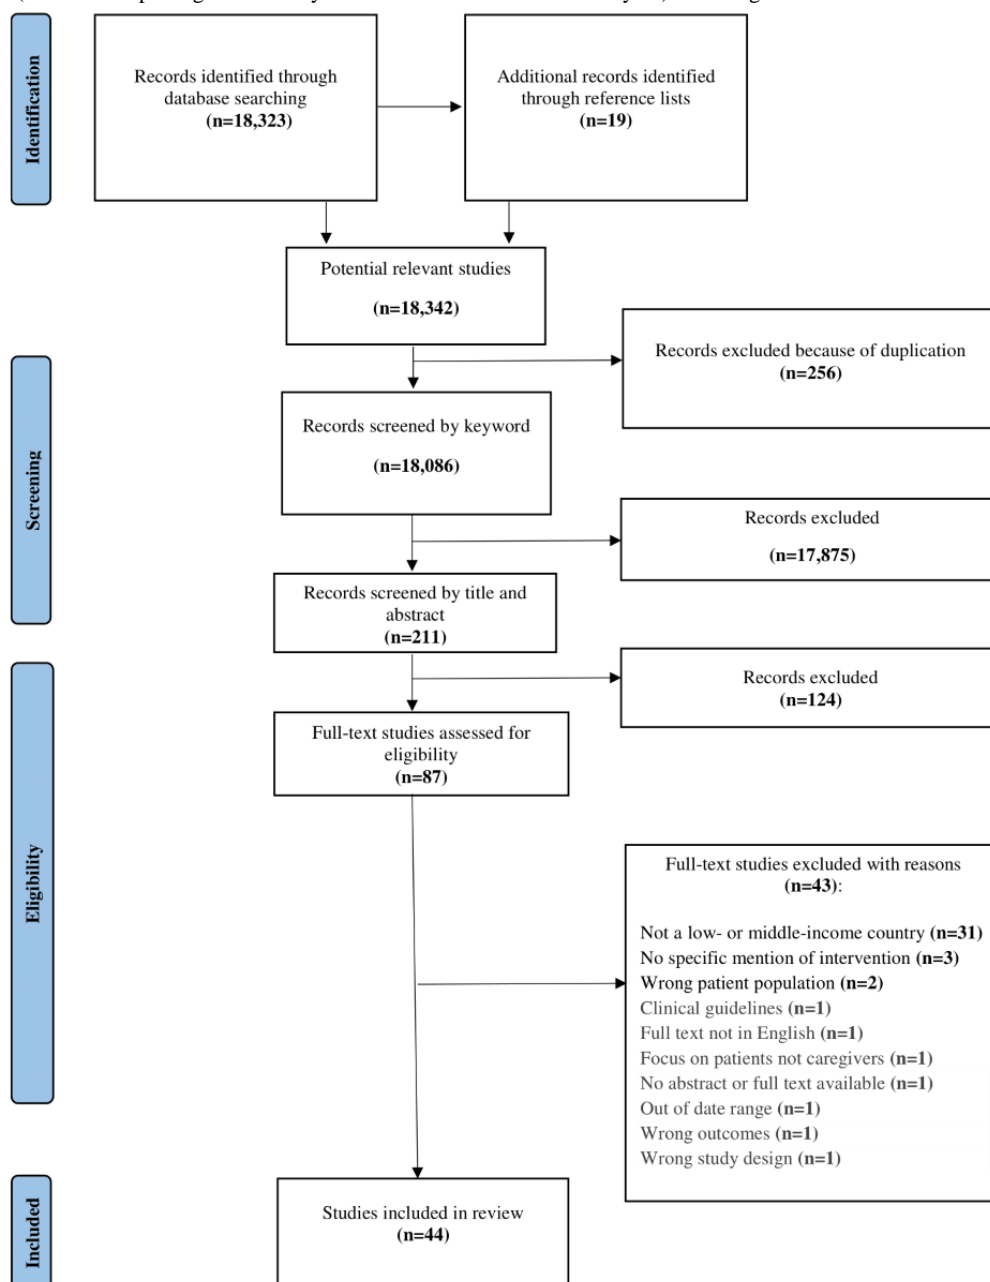 Identification
Records identified through
database searching
(n=18,323)
Additional records identified
through reference lists
(n=19)
Potential relevant studies
(n=18,342)
Records excluded because of duplication
(n=256)
Screening
Records screened by keyword
(n=18,086)
Records excluded
(n=17,875)
Records screened by title and
abstract
(n=211)
Records excluded
(n=124)
Eligibility
Full-text studies assessed for
eligibility
(n=87)
Full-text studies excluded with reasons
(n=43):
Not a low- or middle-income country (n=31)
No specific mention of intervention (n=3)
Wrong patient population (n=2)
Clinical guidelines (n=1)
Full text not in English (n=1)
Focus on patients not caregivers (n=1)
No abstract or full text available (n=1)
Out of date range (n=1)
Wrong outcomes (n=1)
Wrong study design (n=1)
Included
Studies included in review
(n=44)